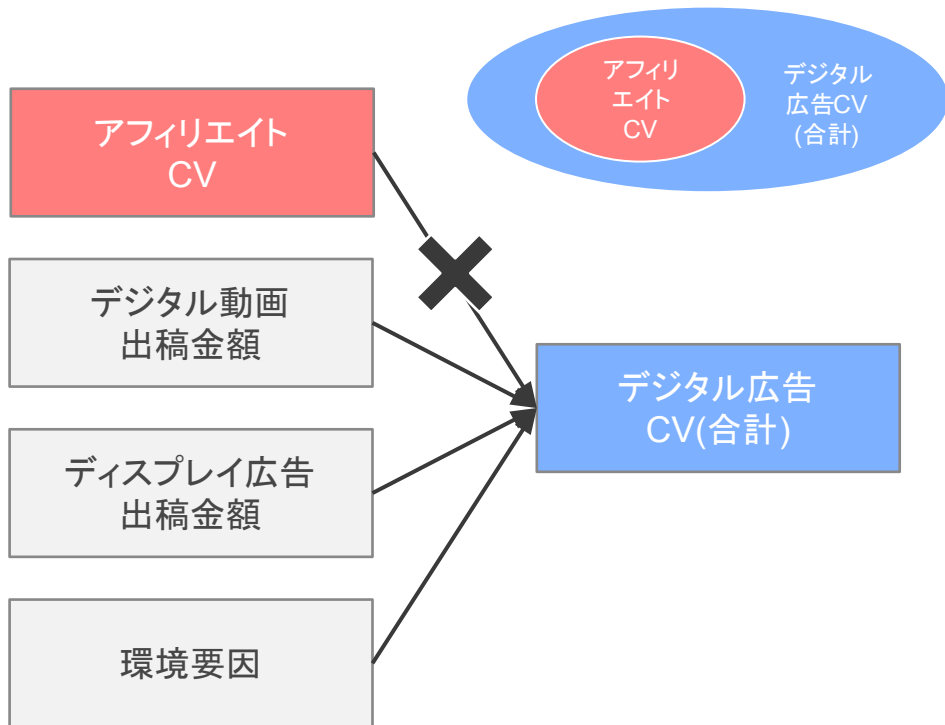 アフィリ
エイト
CV
デジタル
広告CV
(合計)
アフィリエイト
CV
デジタル動画
出稿金額
デジタル広告
CV(合計)
ディスプレイ広告
出稿金額
環境要因